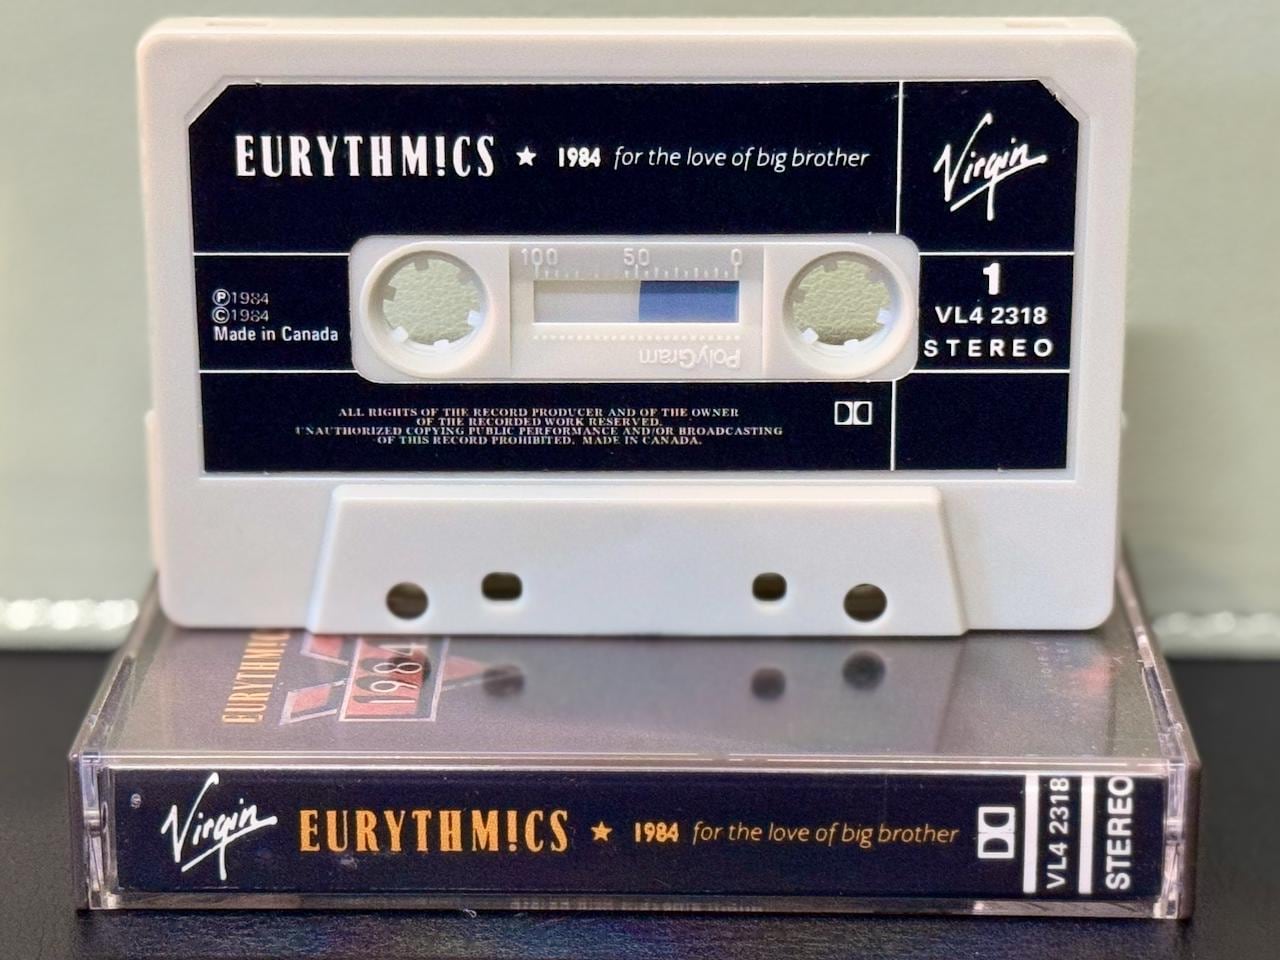 EURYTHM!CS ★ 1984 for the love of big brother
Virgin
100 50 0
PolyGram
1
VL4 2318
STEREO
Ⓟ1984
©1984
Made in Canada
ALL RIGHTS OF THE RECORD PRODUCER AND OF THE OWNER
OF THE RECORDED WORK RESERVED.
UNAUTHORIZED COPYING PUBLIC PERFORMANCE AND/OR BROADCASTING
OF THIS RECORD PROHIBITED. MADE IN CANADA.
EURYTHM!CS
1984
Virgin EURYTHM!CS ★ 1984 for the love of big brother
VL4 2318
STEREO